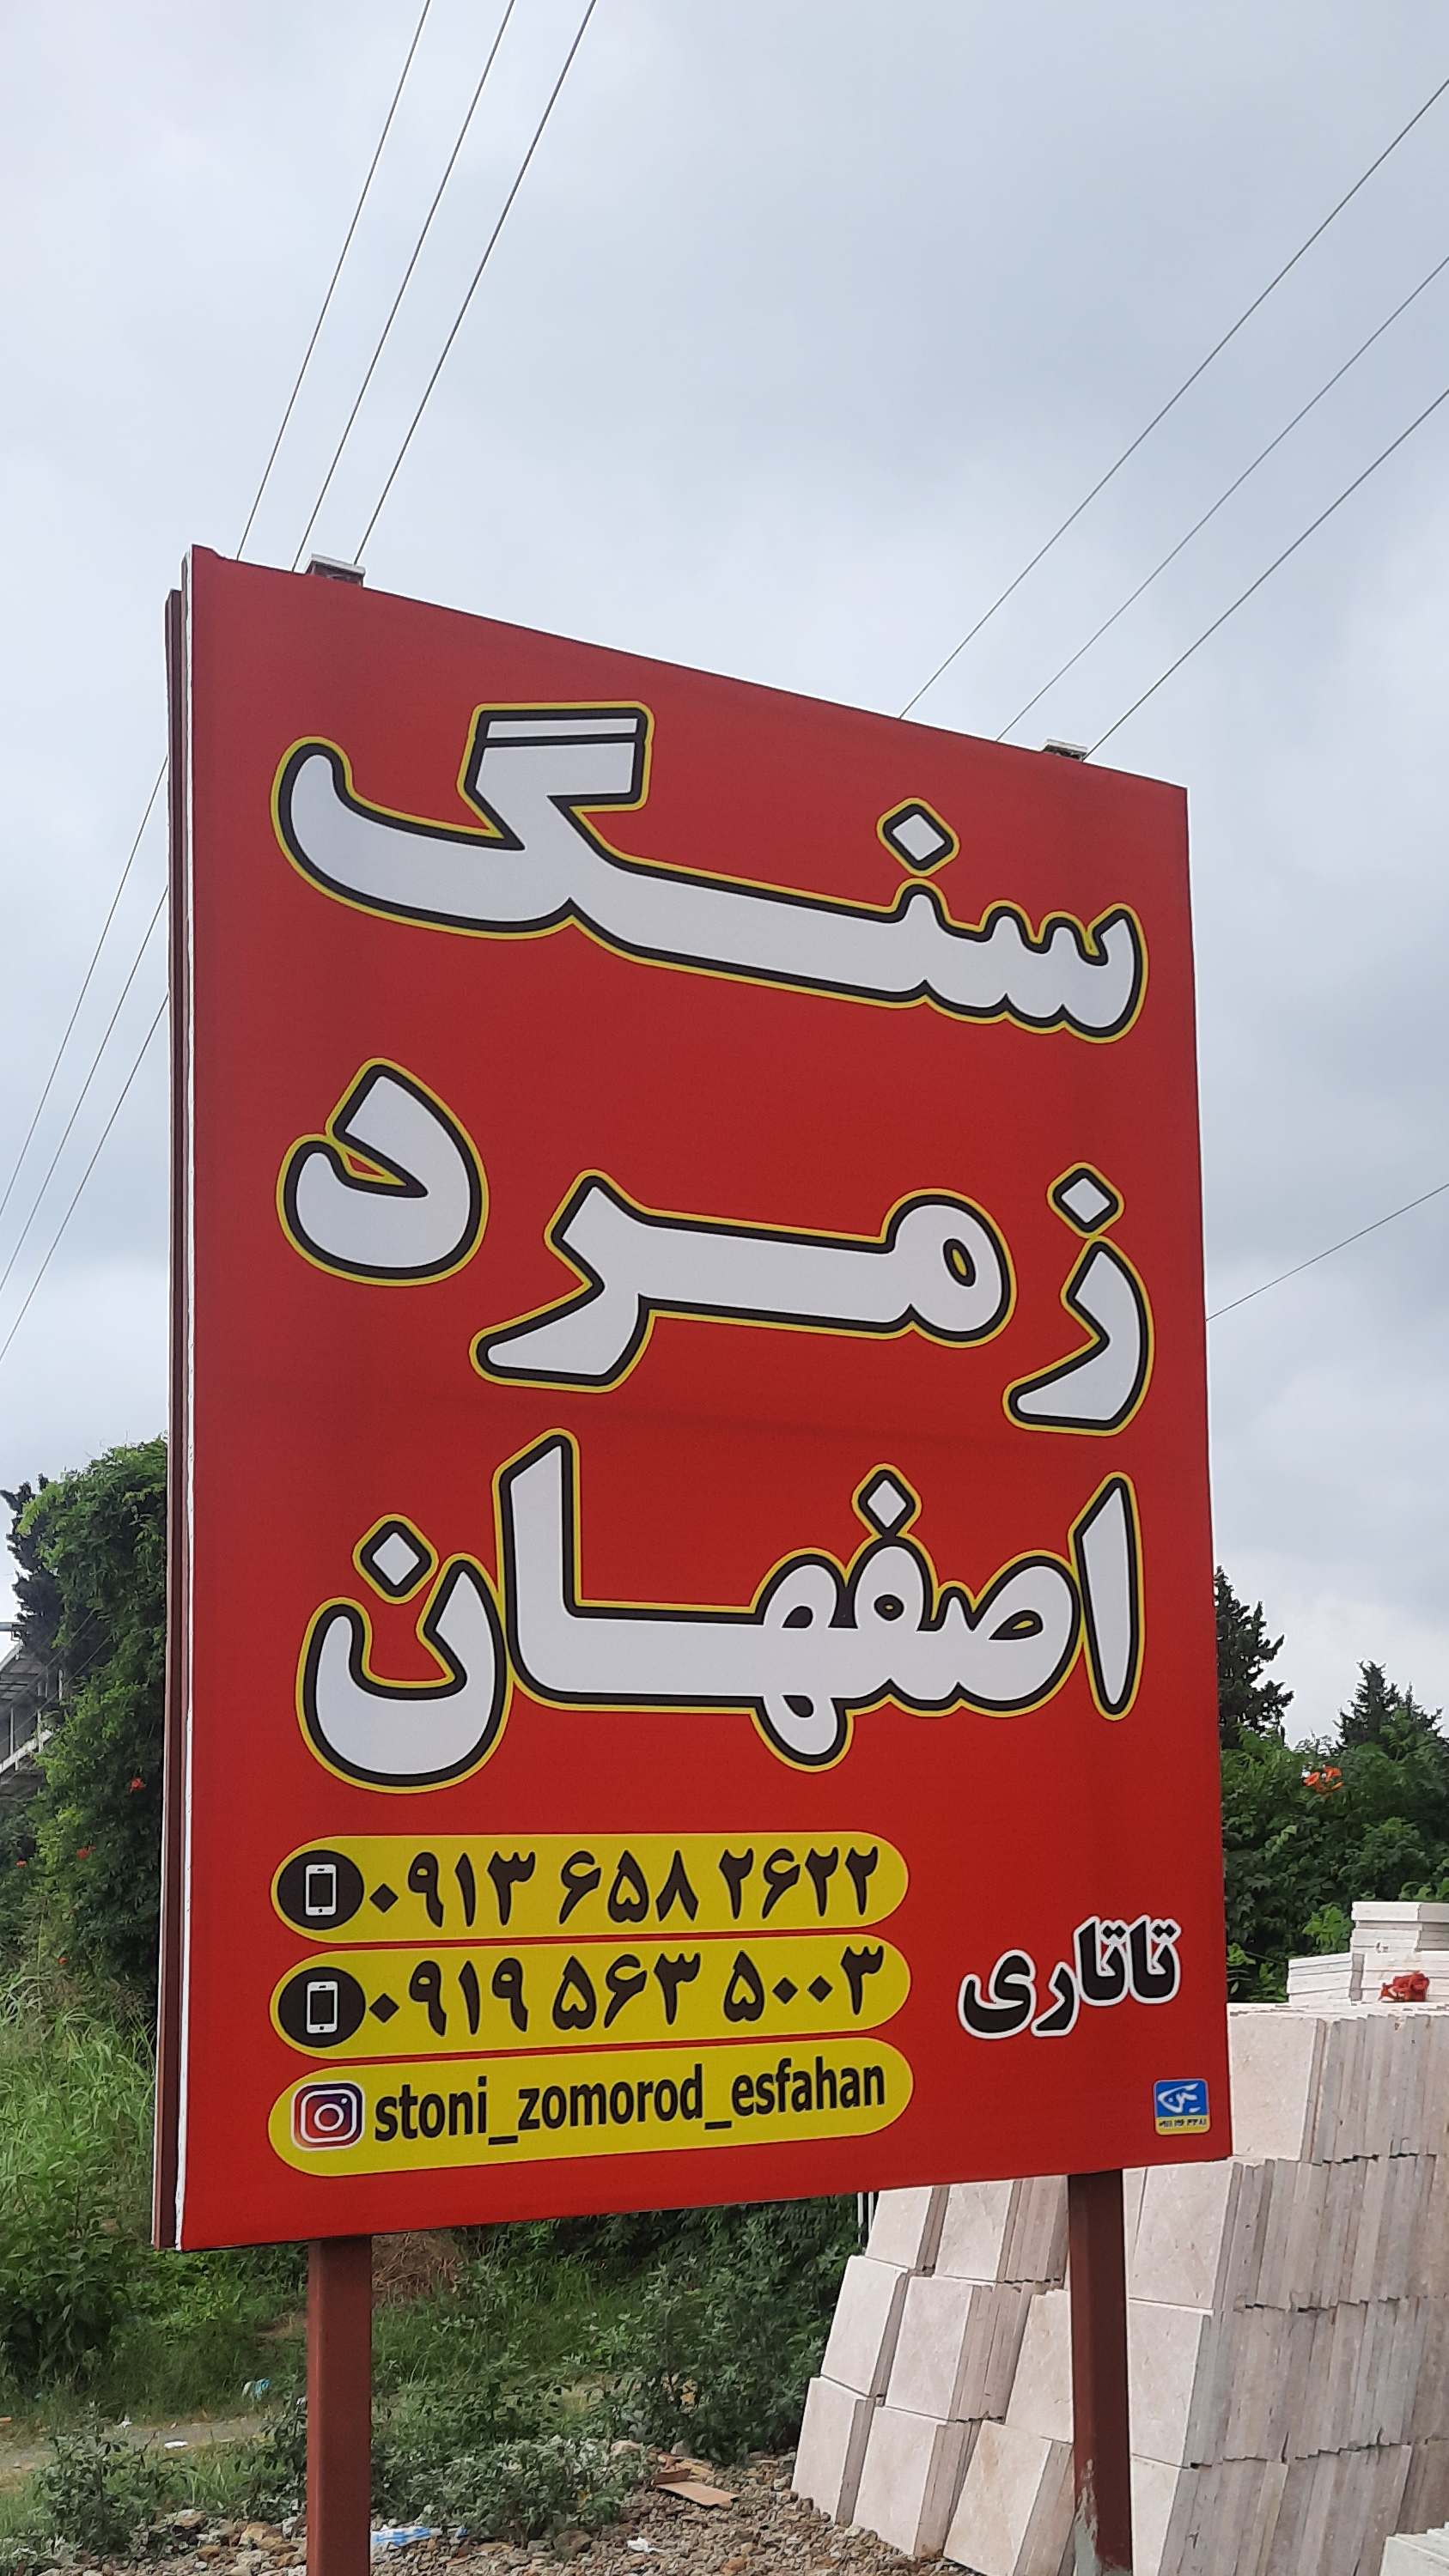 سنگ
زمرد
اصفهان
۰۹۱۳ ۶۵۸ ۲۶۲۲
۰۹۱۹ ۵۶۳ ۵۰۰۳
تاتاری
stoni_zomorod_esfahan